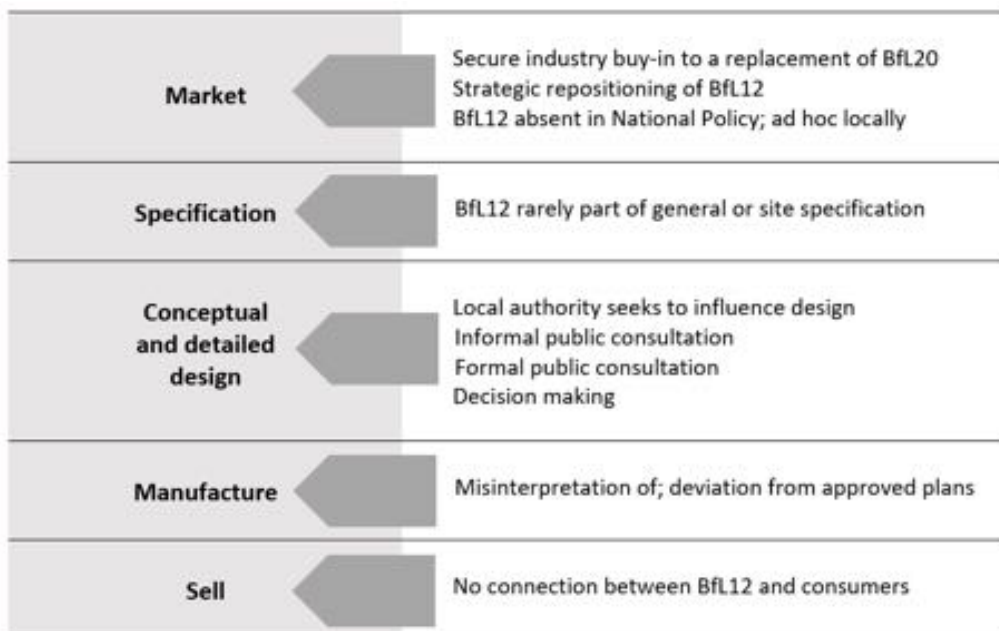 Market
Secure industry buy-in to a replacement of BfL20
Strategic repositioning of BfL12
BfL12 absent in National Policy; ad hoc locally
Specification
BfL12 rarely part of general or site specification
Conceptual
and detailed
design
Local authority seeks to influence design
Informal public consultation
Formal public consultation
Decision making
Manufacture
Misinterpretation of; deviation from approved plans
Sell
No connection between BfL12 and consumers